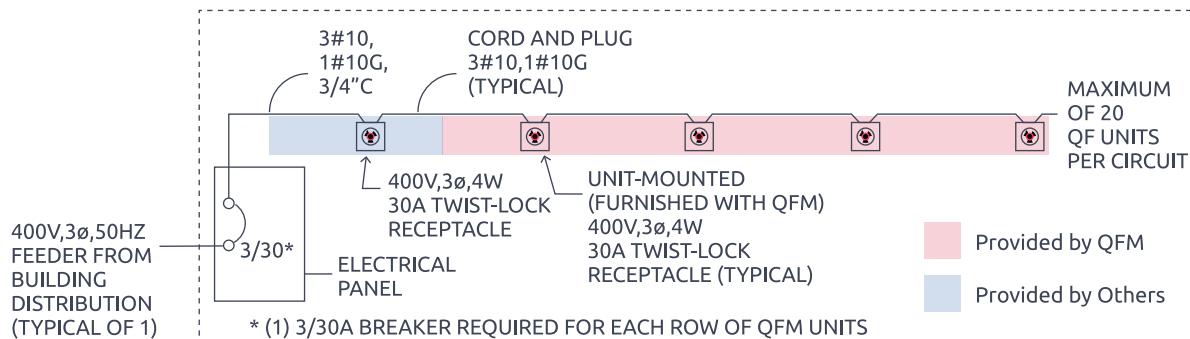 3#10,
1#10G,
3/4”C
CORD AND PLUG
3#10,1#10G
(TYPICAL)
MAXIMUM
OF 20
QF UNITS
PER CIRCUIT
400V,3ø,4W
30A TWIST-LOCK
RECEPTACLE
UNIT-MOUNTED
(FURNISHED WITH QFM)
400V,3ø,4W
30A TWIST-LOCK
RECEPTACLE (TYPICAL)
400V,3ø,50HZ
FEEDER FROM
BUILDING
DISTRIBUTION
(TYPICAL OF 1)
3/30*
ELECTRICAL
PANEL
Provided by QFM
Provided by Others
* (1) 3/30A BREAKER REQUIRED FOR EACH ROW OF QFM UNITS